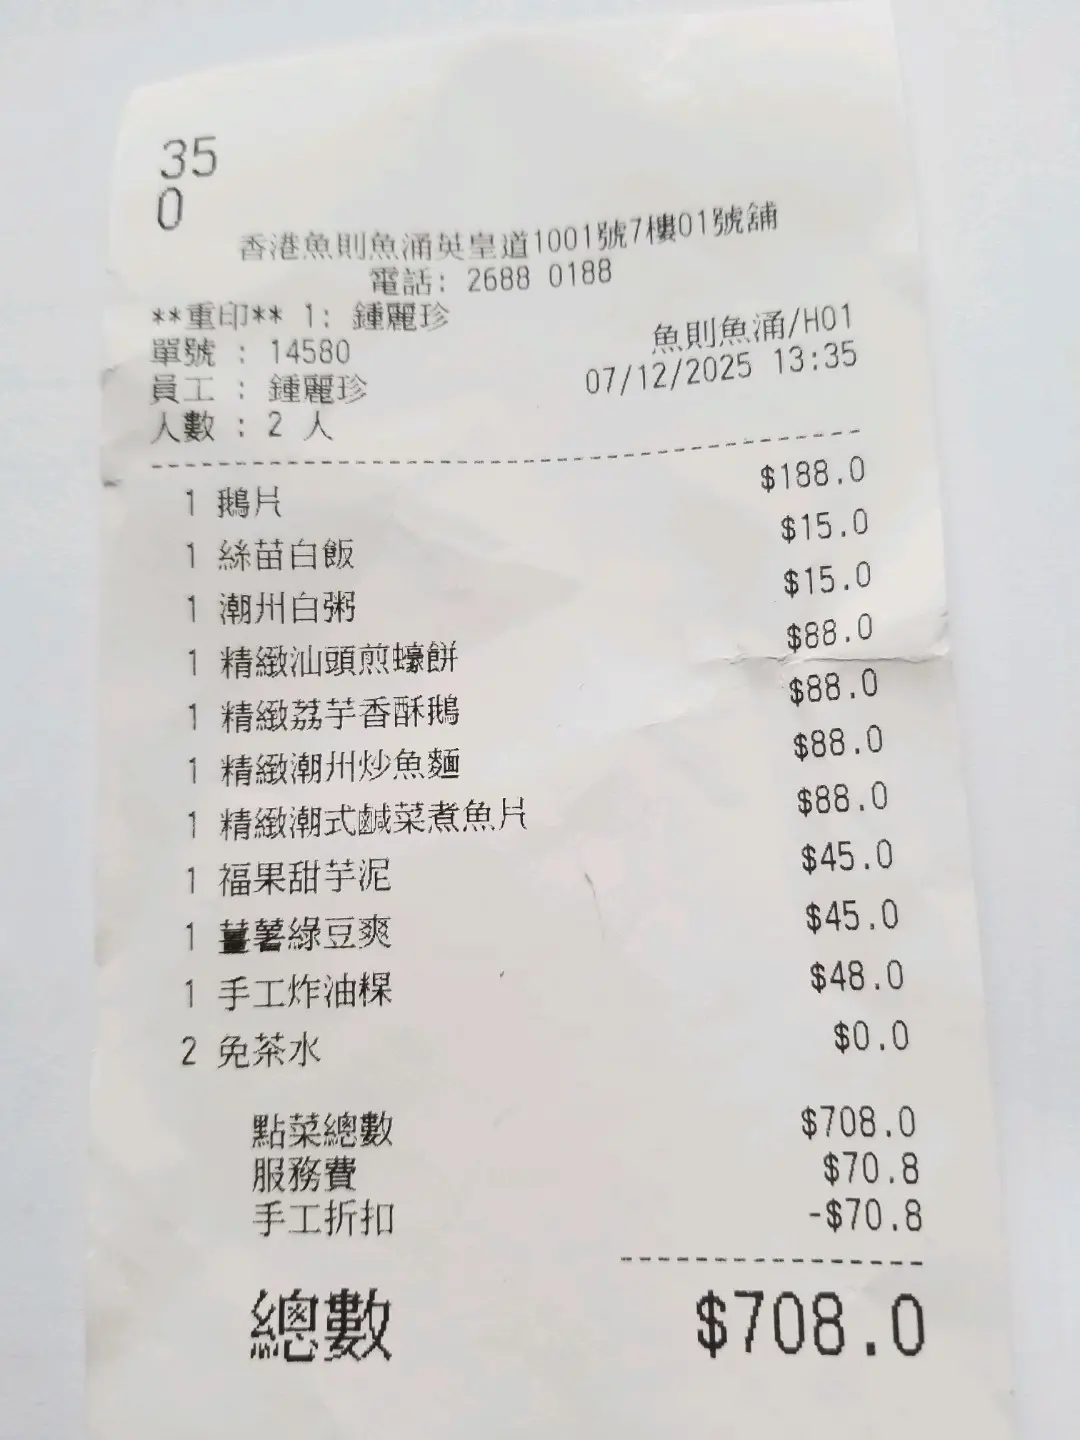 35
0
香港魚則魚涌英皇道1001號7樓01號舖
電話: 2688 0188
**重印** 1: 鍾麗珍
魚則魚涌/H01
單號 : 14580
07/12/2025 13:35
員工 : 鍾麗珍
人數 : 2 人
1 鵝片 $188.0
1 絲苗白飯 $15.0
1 潮州白粥 $15.0
1 精緻汕頭煎蠔餅 $88.0
1 精緻荔芋香酥鵝 $88.0
1 精緻潮州炒魚麵 $88.0
1 精緻潮式鹹菜煮魚片 $88.0
1 福果甜芋泥 $45.0
1 薑薯綠豆爽 $45.0
1 手工炸油粿 $48.0
2 免茶水 $0.0
點菜總數 $708.0
服務費 $70.8
手工折扣 -$70.8
總數 $708.0